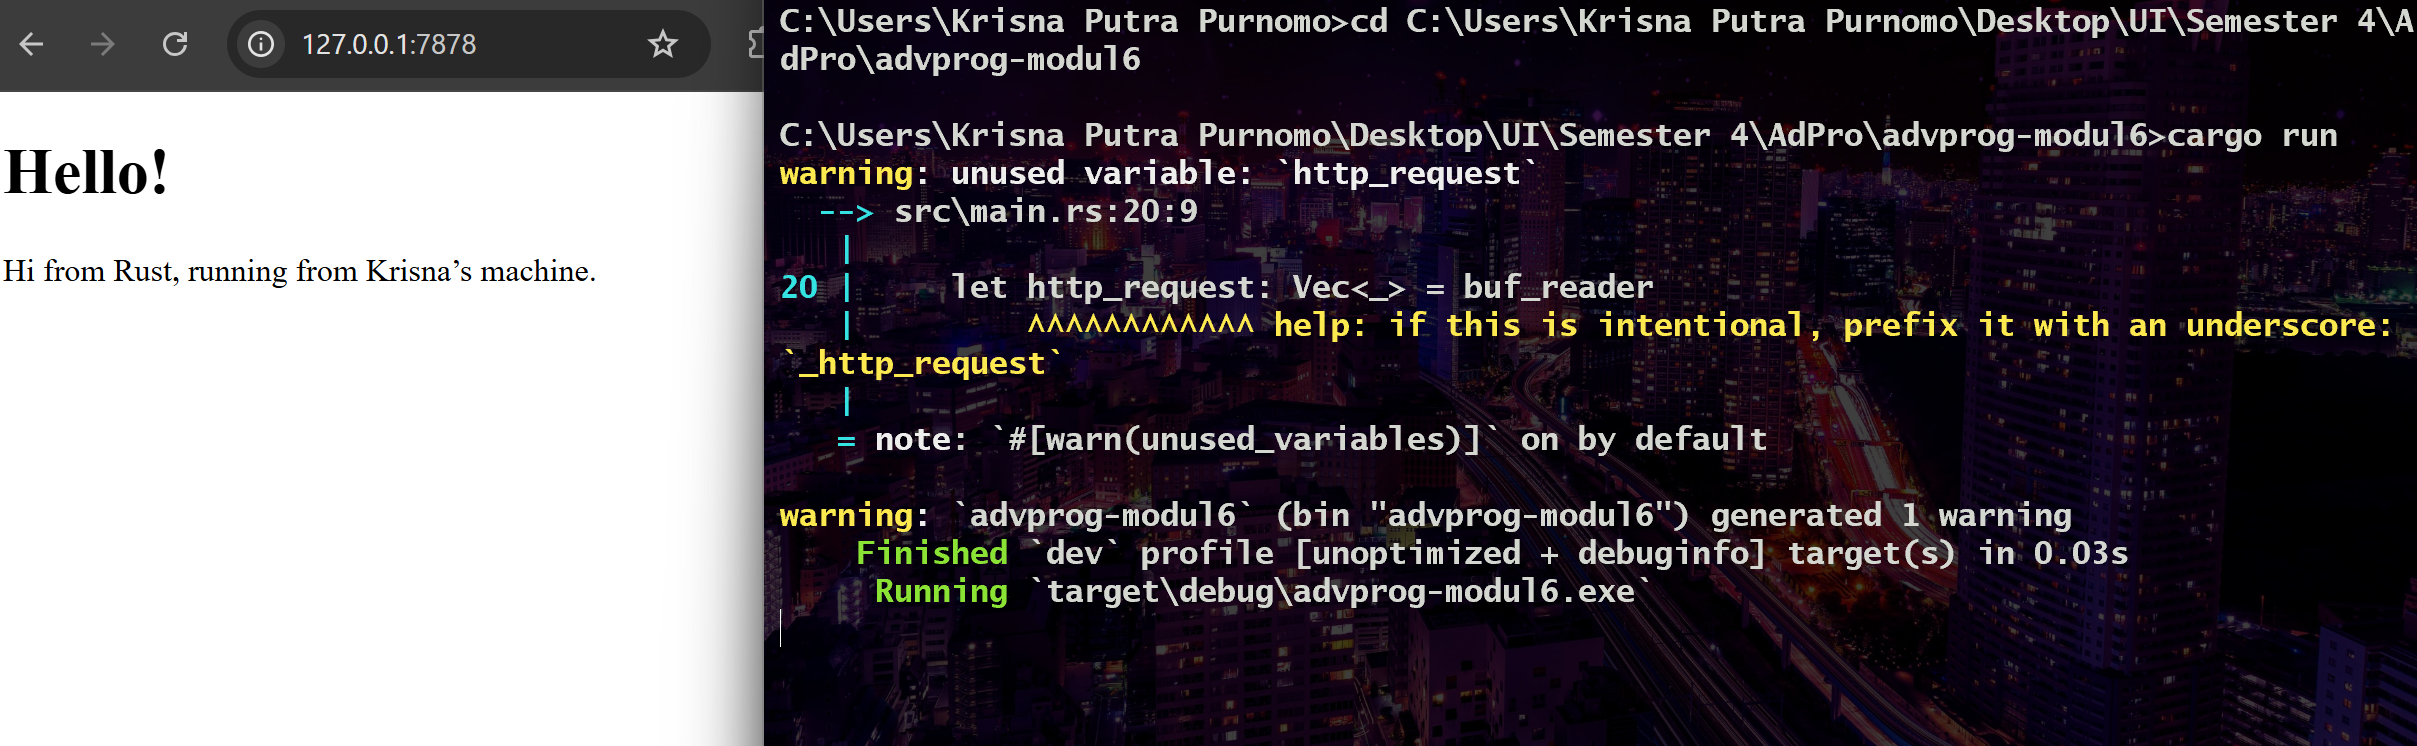 127.0.0.1:7878
Hello!
Hi from Rust, running from Krisna’s machine.
C:\Users\Krisna Putra Purnomo>cd C:\Users\Krisna Putra Purnomo\Desktop\UI\Semester 4\A
dPro\advprog-modul6
C:\Users\Krisna Putra Purnomo\Desktop\UI\Semester 4\AdPro\advprog-modul6>cargo run
warning: unused variable: `http_request`
  --> src\main.rs:20:9
   |
20 |     let http_request: Vec<_> = buf_reader
   |         ^^^^^^^^^^^^ help: if this is intentional, prefix it with an underscore:
`_http_request`
   |
   = note: `#[warn(unused_variables)]` on by default
warning: `advprog-modul6` (bin "advprog-modul6") generated 1 warning
    Finished `dev` profile [unoptimized + debuginfo] target(s) in 0.03s
     Running `target\debug\advprog-modul6.exe`